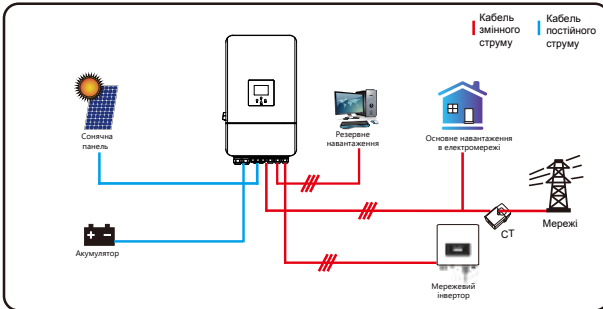 Кабель
змінного
струму
Кабель
постійного
струму
Сонячна
панель
Резервне
навантаження
Основне навантаження
в електромережі
CT
Мережі
Акумулятор
Мережевий
інвертор